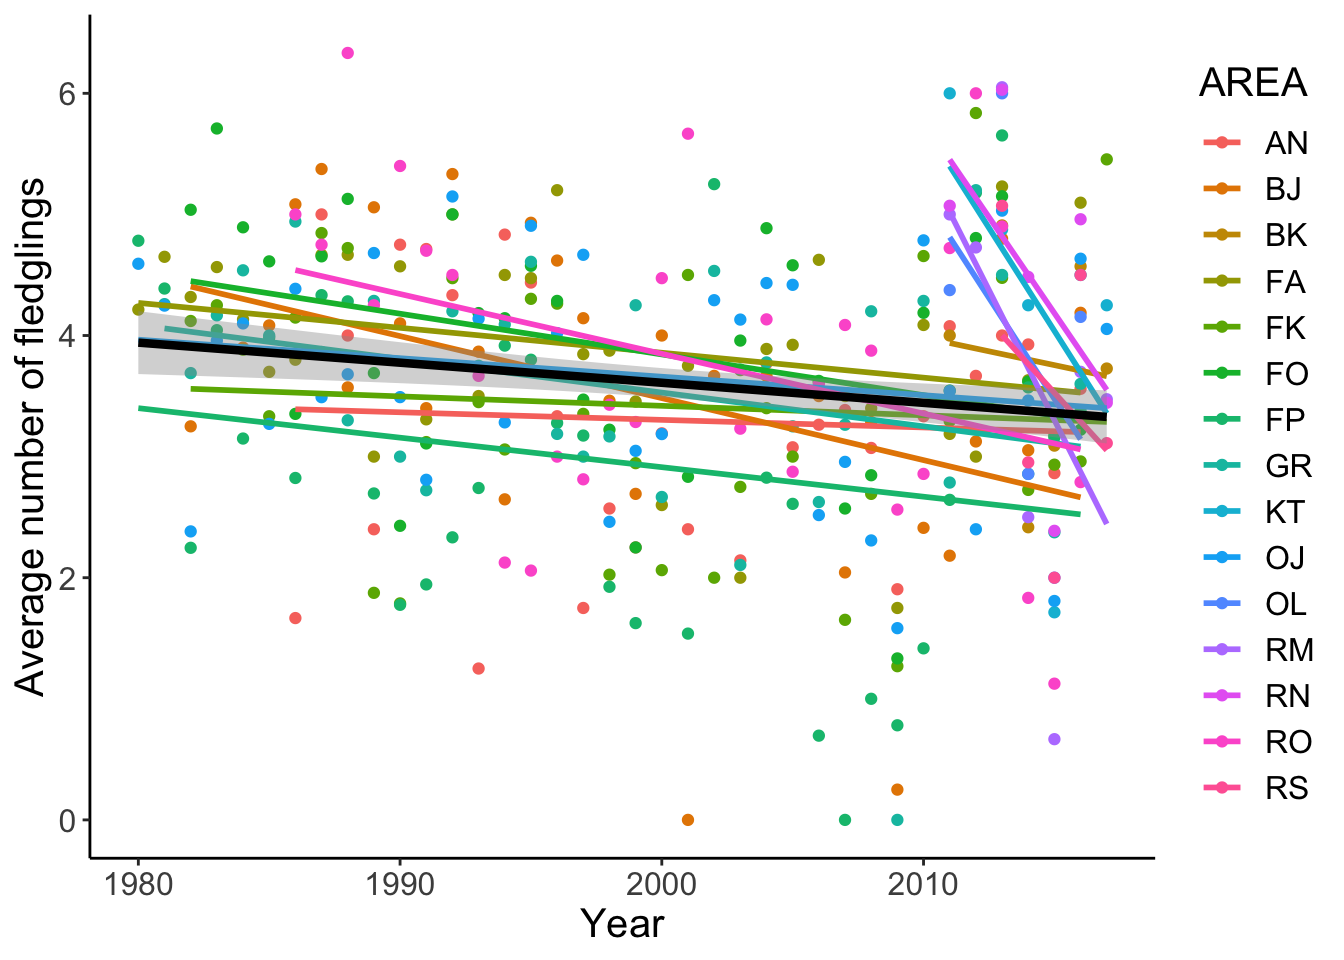 Average number of fledglings
6
4
2
0
1980
1990
2000
2010
Year
AREA
AN
BJ
BK
FA
FK
FO
FP
GR
KT
OJ
OL
RM
RN
RO
RS